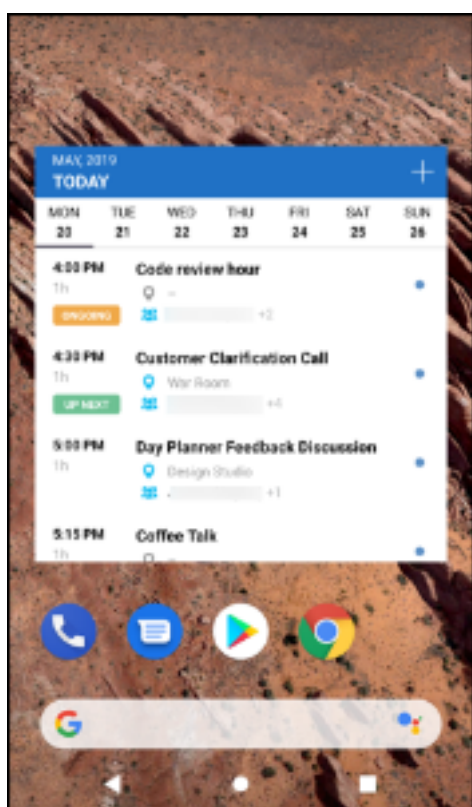 MAY, 2019
TODAY
MON TUE WED THU FRI SAT SUN
20 21 22 23 24 25 26
4:00 PM Code review hour
1h –
ONGOING +2
4:30 PM Customer Clarification Call
1h War Room
UP NEXT +4
5:00 PM Day Planner Feedback Discussion
1h Design Studio
+1
5:15 PM Coffee Talk
1h –
G